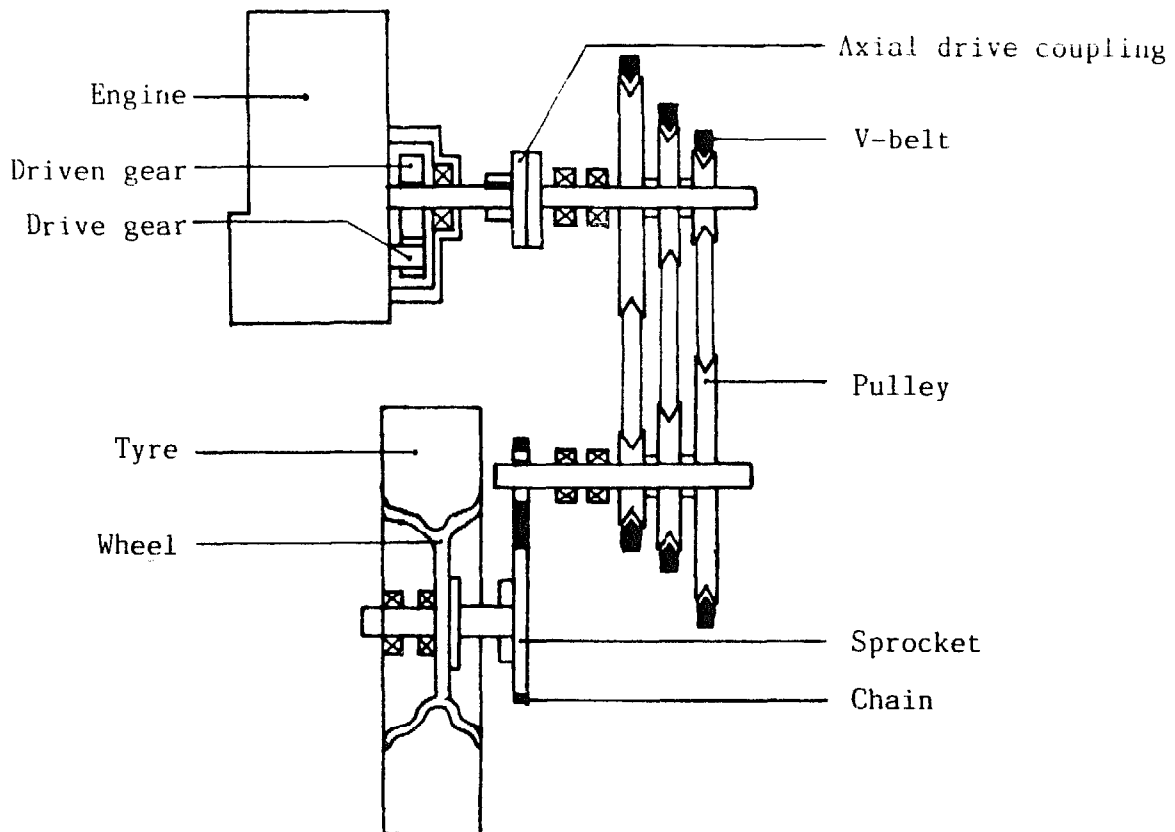 Axial drive coupling
Engine
V-belt
Driven gear
Drive gear
Pulley
Tyre
Wheel
Sprocket
Chain